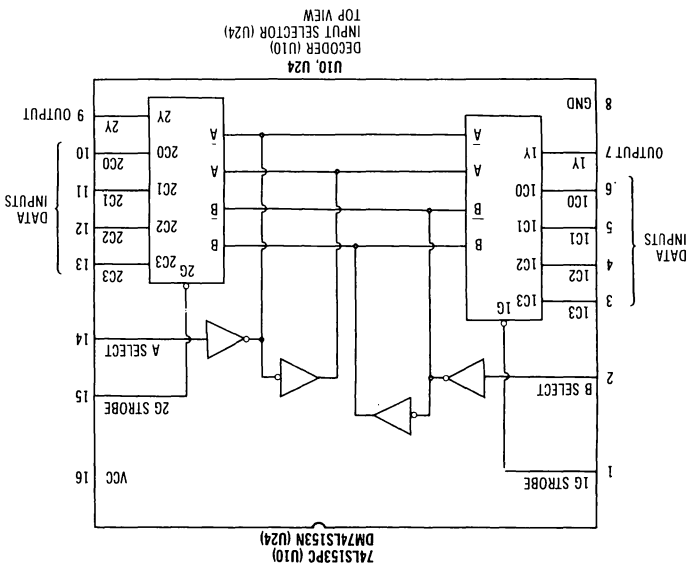 74LS153PC (U10)
DM74LS153N (U24)
1
1G STROBE
VCC
16
2G STROBE
15
2
B SELECT
A SELECT
14
3
1C3
1C3
1G
2G
2C3
2C3
13
4
1C2
1C2
B
B
2C2
2C2
12
DATA
INPUTS
5
1C1
1C1
B
B
2C1
2C1
11
DATA
INPUTS
6
1C0
1C0
A
A
2C0
2C0
10
OUTPUT 7
1Y
1Y
A
A
2Y
2Y
9 OUTPUT
8
GND
U10, U24
DECODER (U10)
INPUT SELECTOR (U24)
TOP VIEW